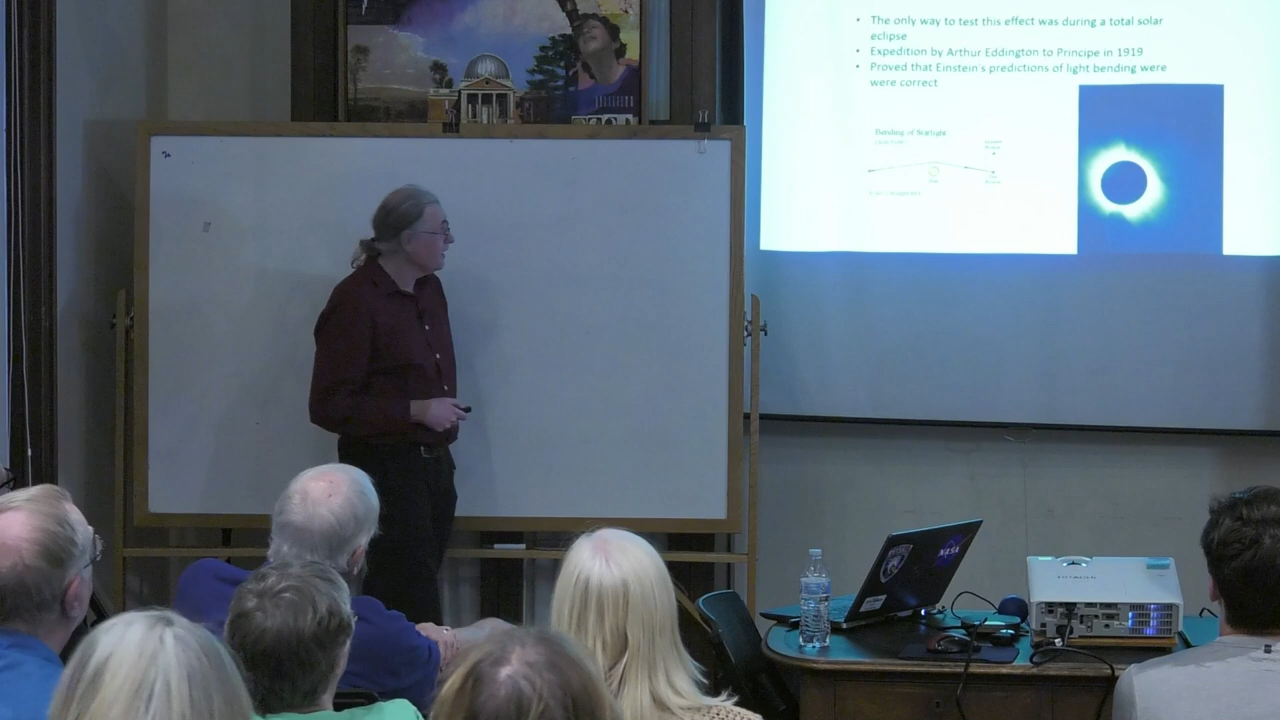 • The only way to test this effect was during a total solar
eclipse
• Expedition by Arthur Eddington to Principe in 1919
• Proved that Einstein's predictions of light bending were
were correct
Bending of Starlight
NASA
HITACHI